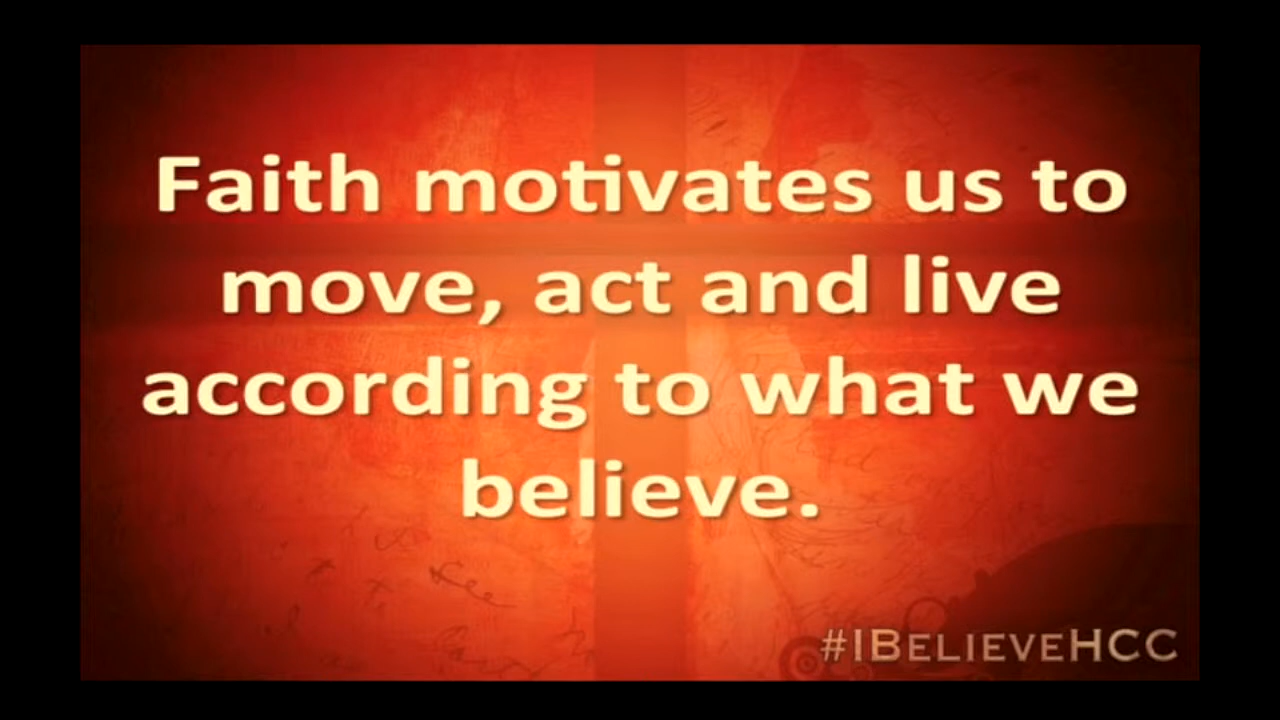 Faith motivates us to
move, act and live
according to what we
believe.
#IBelieveHCC